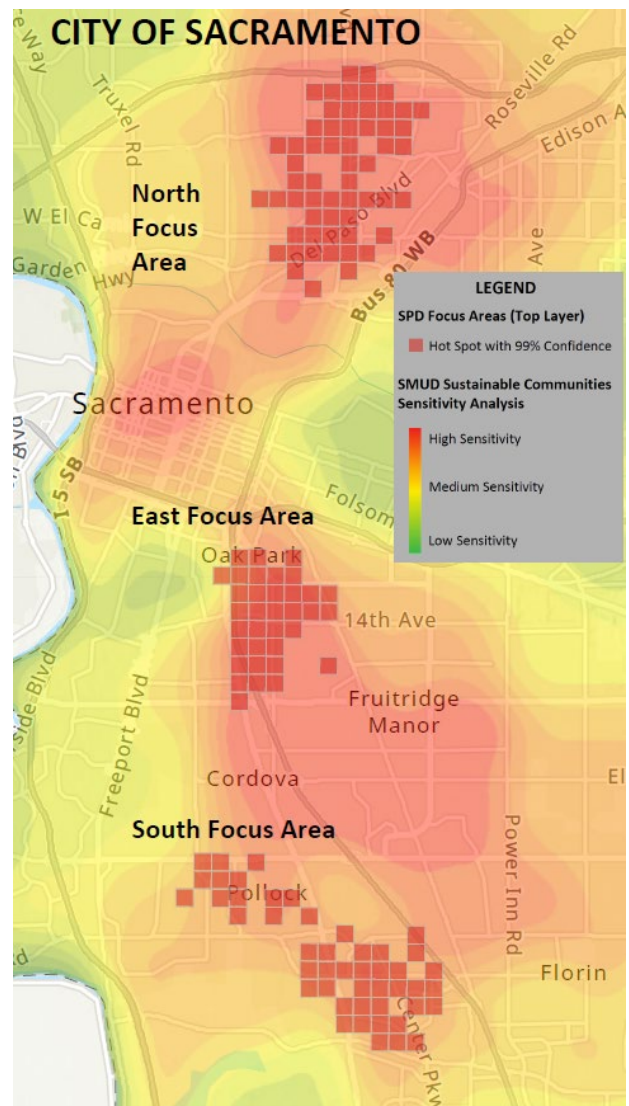 CITY OF SACRAMENTO
Truxel Rd
Roseville Rd
Edison A
North
Focus
Area
W El Ca
Garden Hwy
Del Paso Blvd
Bus 80 WB
Ave
LEGEND
SPD Focus Areas (Top Layer)
Hot Spot with 99% Confidence
SMUD Sustainable Communities
Sensitivity Analysis
High Sensitivity
Medium Sensitivity
Low Sensitivity
Sacramento
I 5 SB
Folsom
East Focus Area
Oak Park
14th Ave
Freeport Blvd
Fruitridge
Manor
Cordova
El
South Focus Area
Power Inn Rd
Pollock
Florin
Center Pkw